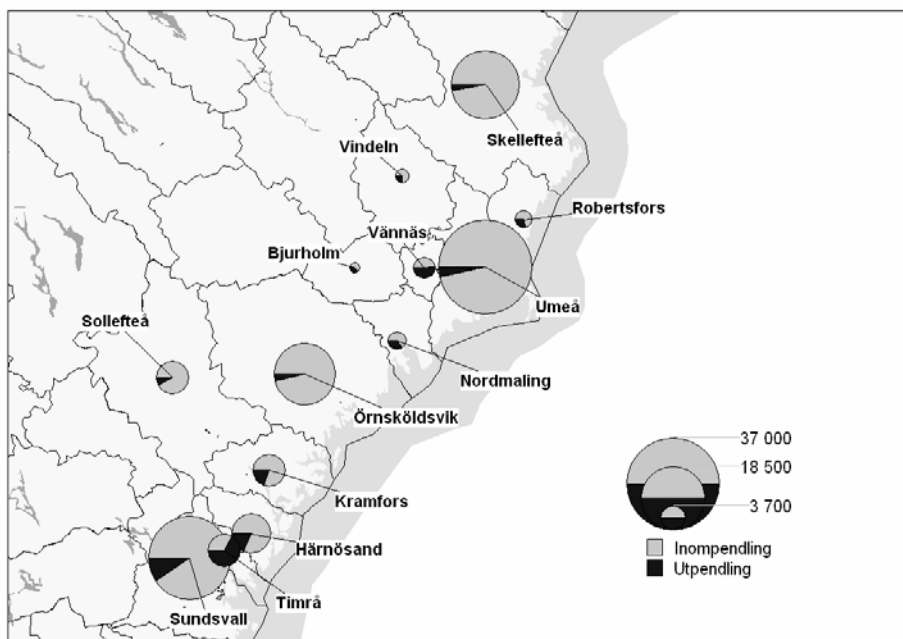 Skellefteå
Vindeln
Robertsfors
Vännäs
Bjurholm
Umeå
Sollefteå
Nordmaling
Örnsköldsvik
37 000
18 500
3 700
Kramfors
Inompendling
Härnösand
Utpendling
Timrå
Sundsvall